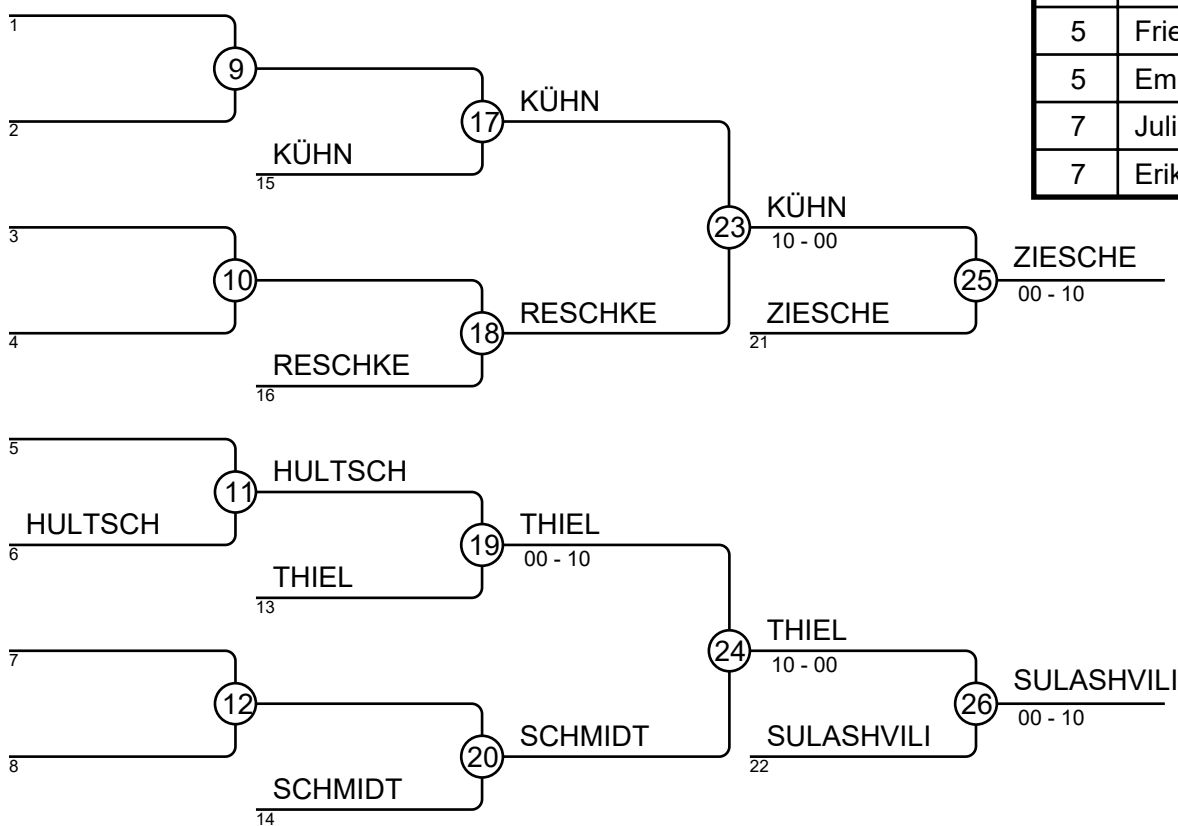 1
9
2
KÜHN
15
17
KÜHN
3
10
4
RESCHKE
16
18
RESCHKE
23
KÜHN
10 - 00
ZIESCHE
21
25
ZIESCHE
00 - 10
5
HULTSCH
6
11
HULTSCH
THIEL
13
19
THIEL
00 - 10
7
12
8
SCHMIDT
14
20
SCHMIDT
24
THIEL
10 - 00
SULASHVILI
22
26
SULASHVILI
00 - 10
5 Frie
5 Em
7 Juli
7 Erik